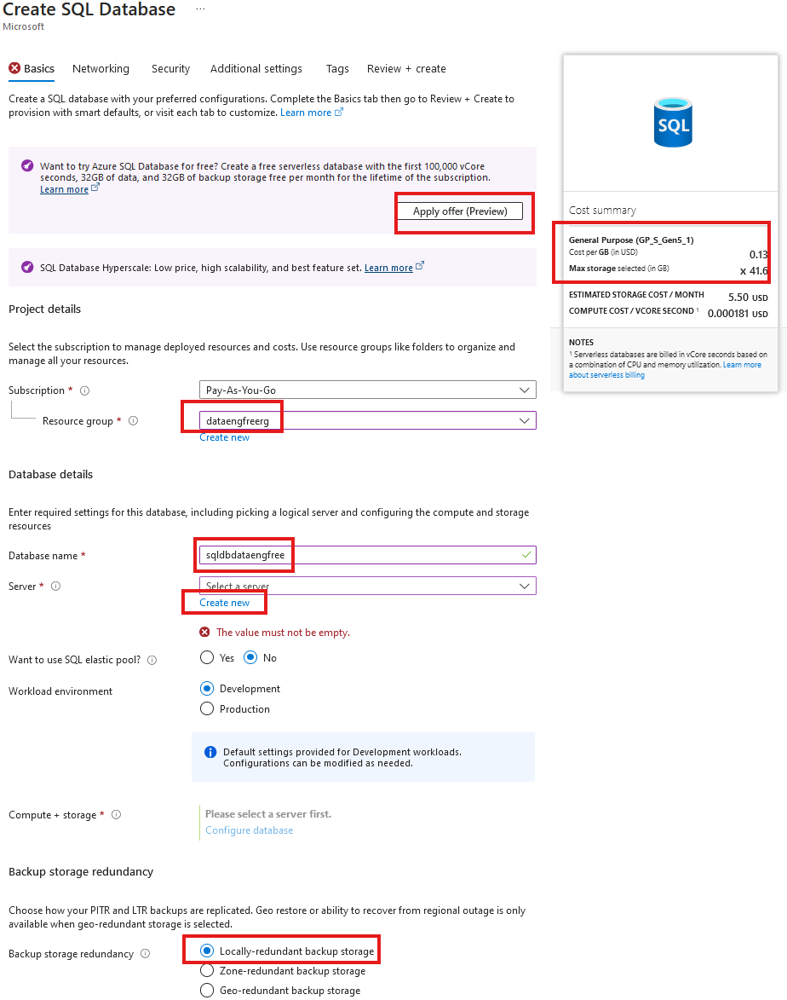 Create SQL Database
...
Microsoft
Basics
Networking
Security
Additional settings
Tags
Review + create
Create a SQL database with your preferred configurations. Complete the Basics tab then go to Review + Create to
provision with smart defaults, or visit each tab to customize. Learn more
Want to try Azure SQL Database for free? Create a free serverless database with the first 100,000 vCore
seconds, 32GB of data, and 32GB of backup storage free per month for the lifetime of the subscription.
Learn more
Apply offer (Preview)
SQL Database Hyperscale: Low price, high scalability, and best feature set. Learn more
Project details
Select the subscription to manage deployed resources and costs. Use resource groups like folders to organize and
manage all your resources.
Subscription *
Pay-As-You-Go
Resource group *
dataengfreerg
Create new
Database details
Enter required settings for this database, including picking a logical server and configuring the compute and storage
resources
Database name *
sqldbdataengfree
Server *
Select a server
Create new
The value must not be empty.
Want to use SQL elastic pool?
Yes
No
Workload environment
Development
Production
Default settings provided for Development workloads.
Configurations can be modified as needed.
Compute + storage *
Please select a server first.
Configure database
Backup storage redundancy
Choose how your PITR and LTR backups are replicated. Geo restore or ability to recover from regional outage is only
available when geo-redundant storage is selected.
Backup storage redundancy
Locally-redundant backup storage
Zone-redundant backup storage
Geo-redundant backup storage
SQL
Cost summary
General Purpose (GP_S_Gen5_1)
Cost per GB (in USD)
0.13
Max storage selected (in GB)
x 41.6
ESTIMATED STORAGE COST / MONTH
5.50 USD
COMPUTE COST / VCORE SECOND ¹
0.000181 USD
NOTES
¹ Serverless databases are billed in vCore seconds based on
a combination of CPU and memory utilization. Learn more
about serverless billing